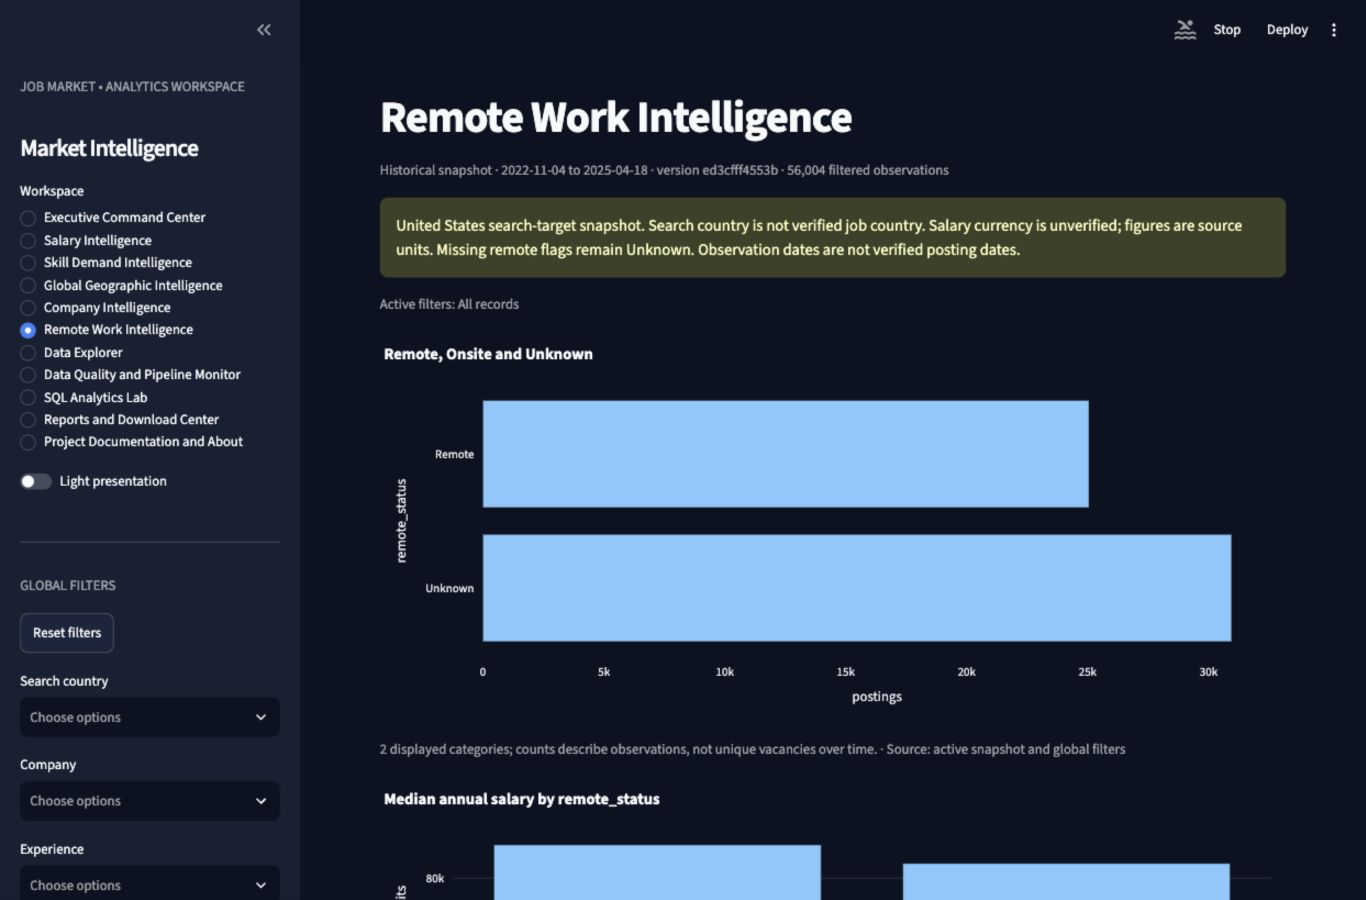 Stop
Deploy
JOB MARKET • ANALYTICS WORKSPACE
Market Intelligence
Workspace
Executive Command Center
Salary Intelligence
Skill Demand Intelligence
Global Geographic Intelligence
Company Intelligence
Remote Work Intelligence
Data Explorer
Data Quality and Pipeline Monitor
SQL Analytics Lab
Reports and Download Center
Project Documentation and About
Light presentation
GLOBAL FILTERS
Reset filters
Search country
Choose options
Company
Choose options
Experience
Choose options
Remote Work Intelligence
Historical snapshot · 2022-11-04 to 2025-04-18 · version ed3cfff4553b · 56,004 filtered observations
United States search-target snapshot. Search country is not verified job country. Salary currency is unverified; figures are source
units. Missing remote flags remain Unknown. Observation dates are not verified posting dates.
Active filters: All records
Remote, Onsite and Unknown
remote_status
Remote
Unknown
0 5k 10k 15k 20k 25k 30k
postings
2 displayed categories; counts describe observations, not unique vacancies over time. · Source: active snapshot and global filters
Median annual salary by remote_status
80k